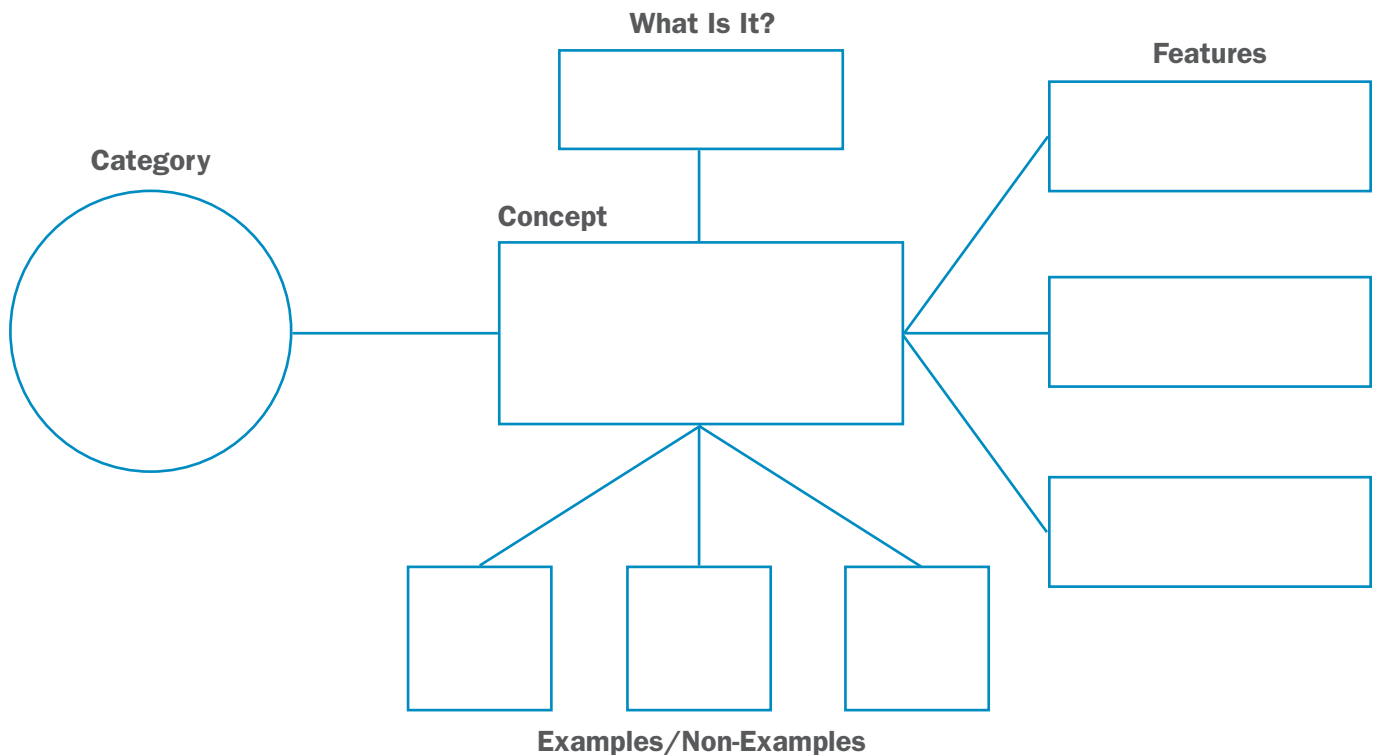 What Is It?
Features
Category
Concept
Examples/Non-Examples